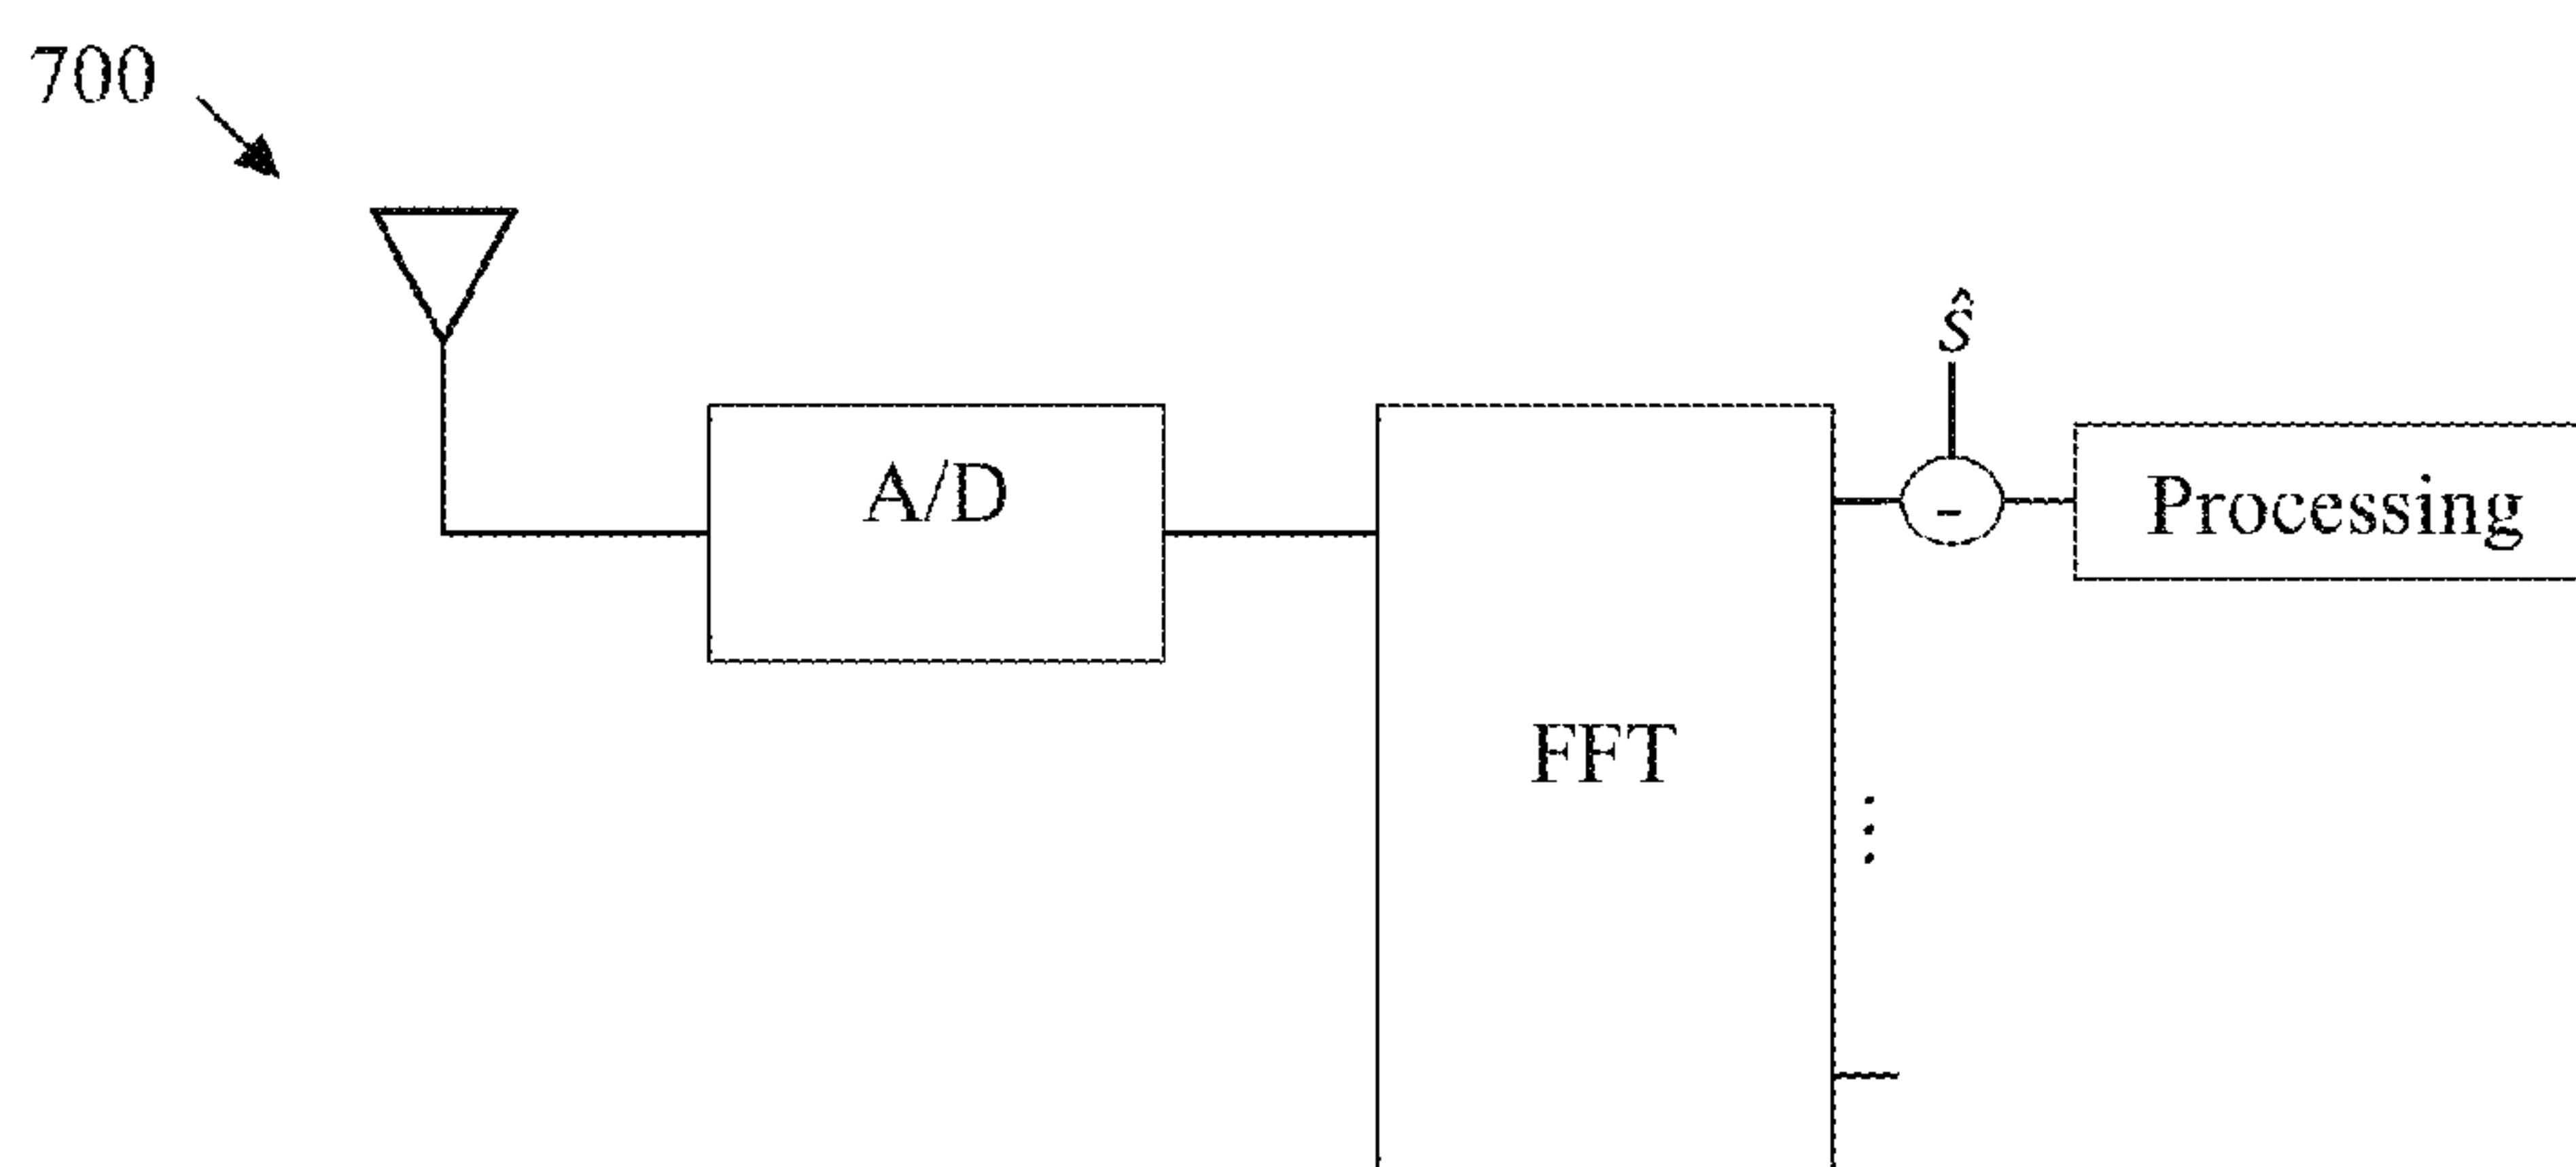 700
ŝ
A/D
-
Processing
FFT